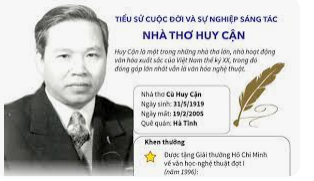 TIỂU SỬ CUỘC ĐỜI VÀ SỰ NGHIỆP SÁNG TÁC
NHÀ THƠ HUY CẬN
Huy Cận là một trong những nhà thơ lớn, nhà hoạt động
văn hóa xuất sắc của Việt Nam thế kỷ XX, trong đó
đóng góp lớn nhất vẫn là văn hóa nghệ thuật.
Nhà thơ Cù Huy Cận
Ngày sinh: 31/5/1919
Ngày mất: 19/2/2005
Quê quán: Hà Tĩnh
Khen thưởng
Được tặng Giải thưởng Hồ Chí Minh
về văn học-nghệ thuật đợt I
(năm 1996);